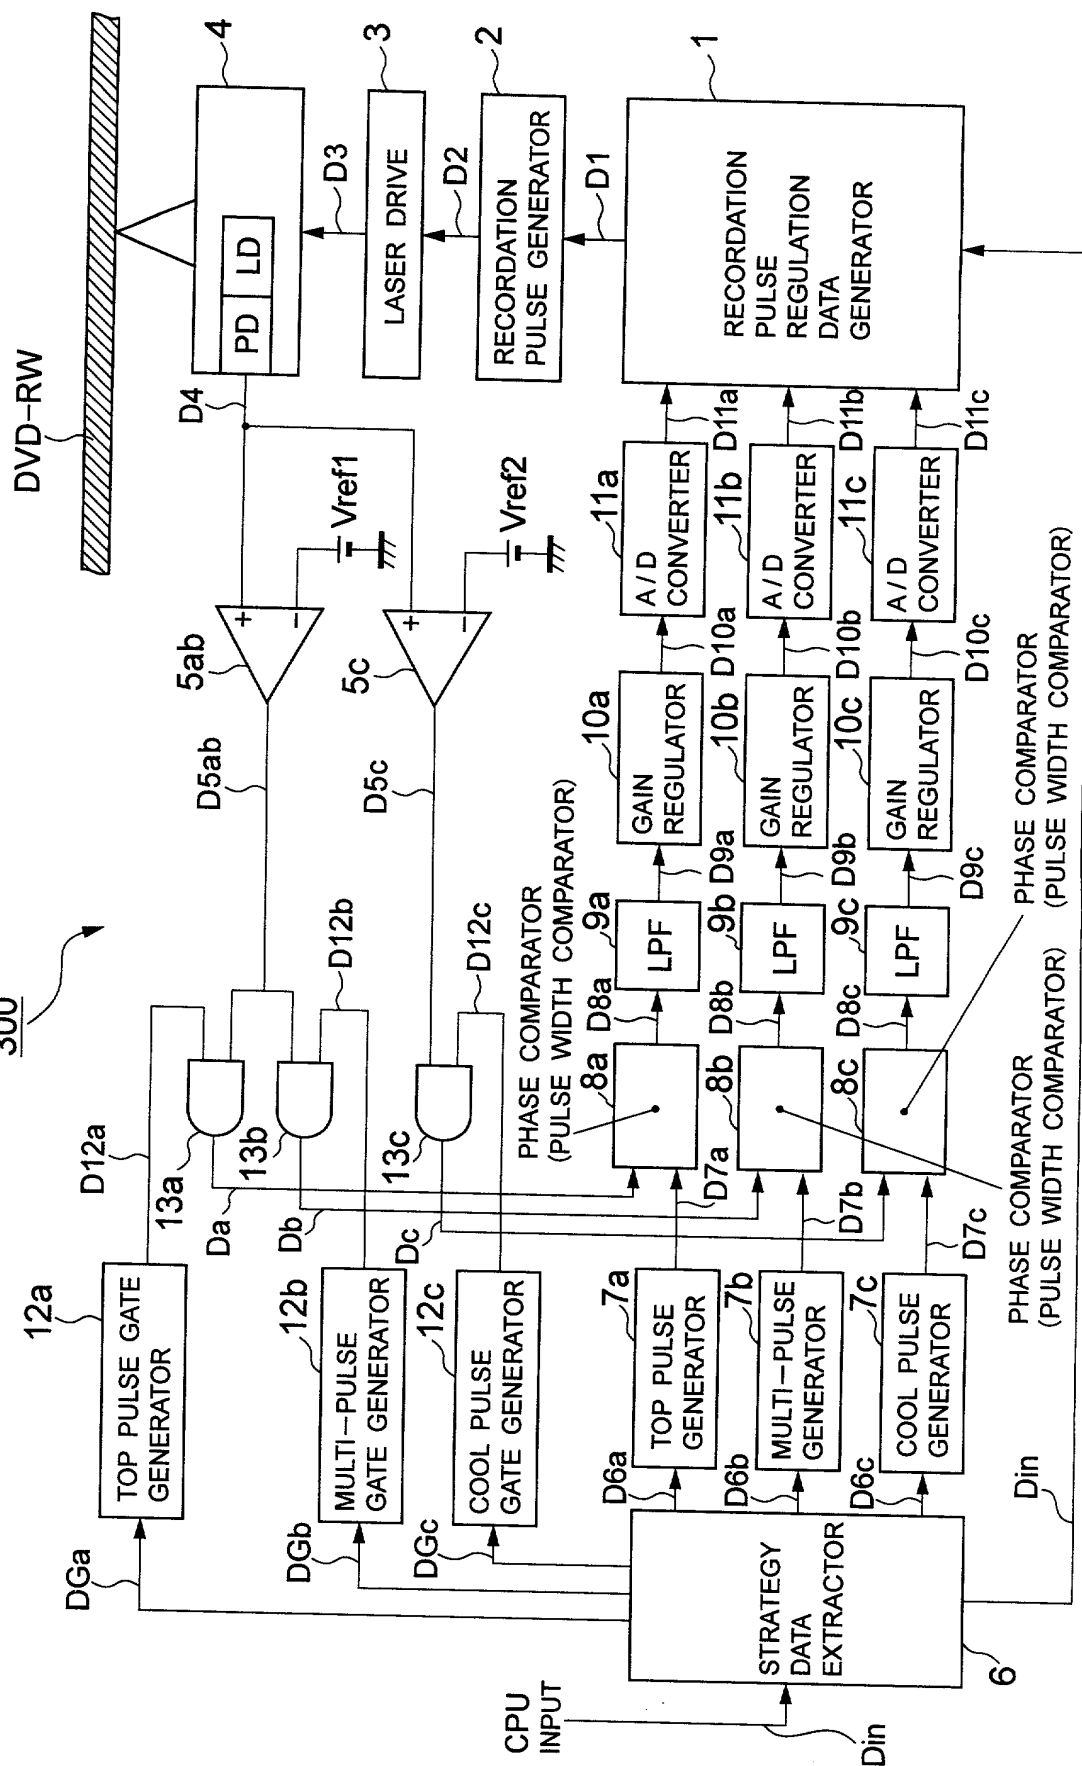 300
DVD-RW
4
3
2
1
D4
PD
LD
D3
LASER DRIVE
D2
RECORDATION
PULSE GENERATOR
D1
RECORDATION
PULSE
REGULATION
DATA
GENERATOR
Vref1
Vref2
+
−
+
−
5ab
5c
D5ab
D5c
D12a
D12b
D12c
13a
13b
13c
Da
Db
Dc
12a
TOP PULSE GATE
GENERATOR
12b
MULTI-PULSE
GATE GENERATOR
12c
COOL PULSE
GATE GENERATOR
DGa
DGb
DGc
CPU
INPUT
Din
STRATEGY
DATA
EXTRACTOR
6
Din
D6a
D6b
D6c
7a
TOP PULSE
GENERATOR
7b
MULTI-PULSE
GENERATOR
7c
COOL PULSE
GENERATOR
D7a
D7b
D7c
PHASE COMPARATOR
(PULSE WIDTH COMPARATOR)
8a
8b
8c
PHASE COMPARATOR
(PULSE WIDTH COMPARATOR)
PHASE COMPARATOR
(PULSE WIDTH COMPARATOR)
D8a
D8b
D8c
9a
LPF
9b
LPF
9c
LPF
D9a
D9b
D9c
10a
GAIN
REGULATOR
10b
GAIN
REGULATOR
10c
GAIN
REGULATOR
D10a
D10b
D10c
11a
A/D
CONVERTER
11b
A/D
CONVERTER
11c
A/D
CONVERTER
D11a
D11b
D11c